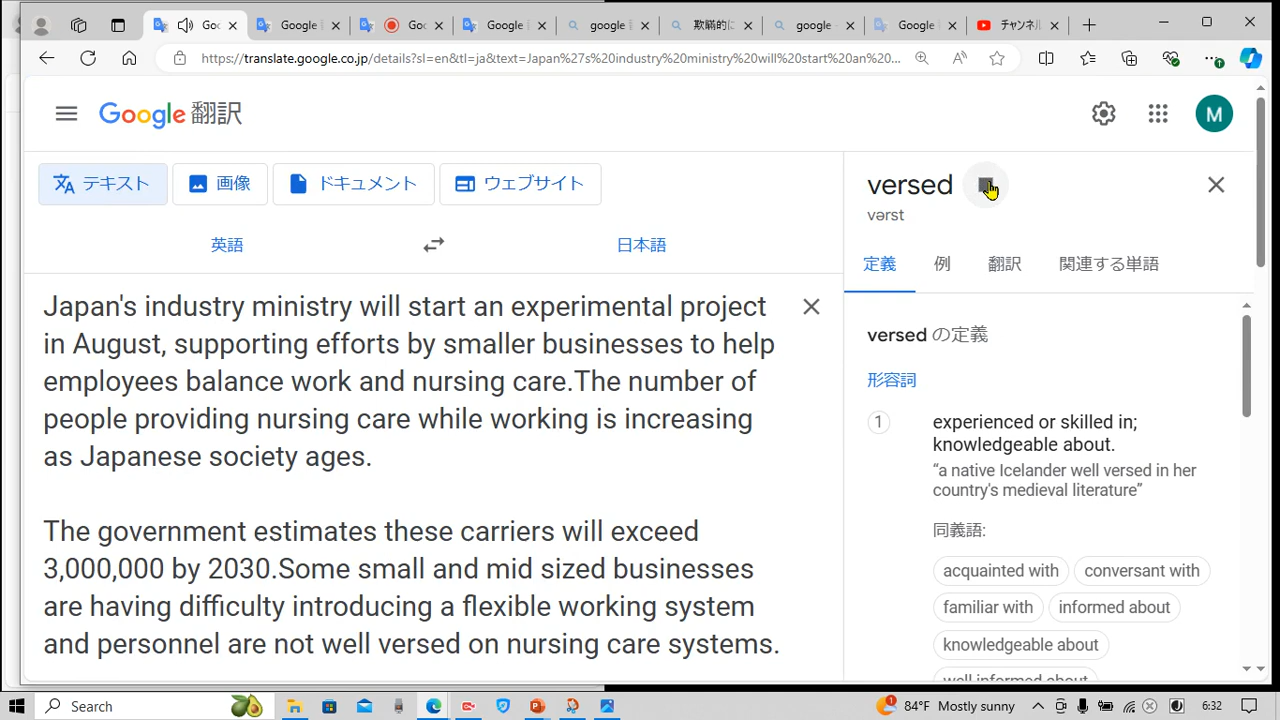 Goo
Google
Goo
Google
google
欺瞞的に
google
Google
チャンネル
https://translate.google.co.jp/details?sl=en&tl=ja&text=Japan%27s%20industry%20ministry%20will%20start%20an%20experimental%20p...
Google 翻訳
M
テキスト
画像
ドキュメント
ウェブサイト
英語
日本語
Japan's industry ministry will start an experimental project
in August, supporting efforts by smaller businesses to help
employees balance work and nursing care.The number of
people providing nursing care while working is increasing
as Japanese society ages.
The government estimates these carriers will exceed
3,000,000 by 2030.Some small and mid sized businesses
are having difficulty introducing a flexible working system
and personnel are not well versed on nursing care systems.
versed
vərst
定義
例
翻訳
関連する単語
versed の定義
形容詞
1
experienced or skilled in;
knowledgeable about.
“a native Icelander well versed in her
country's medieval literature”
同義語:
acquainted with
conversant with
familiar with
informed about
knowledgeable about
well informed about
Search
1
84°F Mostly sunny
6:32